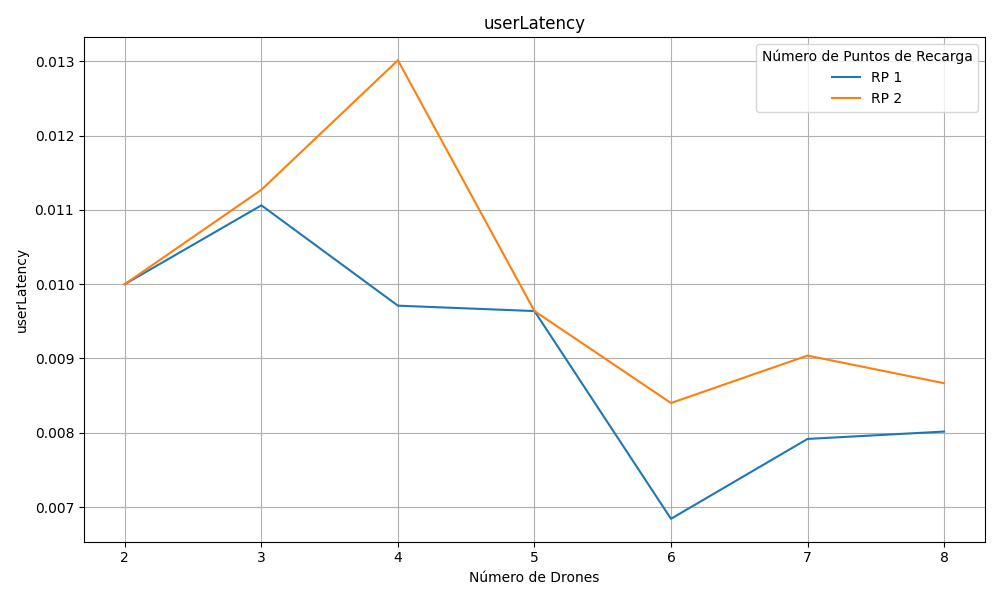 userLatency
Número de Puntos de Recarga
RP 1
RP 2
userLatency
0.013
0.012
0.011
0.010
0.009
0.008
0.007
2 3 4 5 6 7 8
Número de Drones